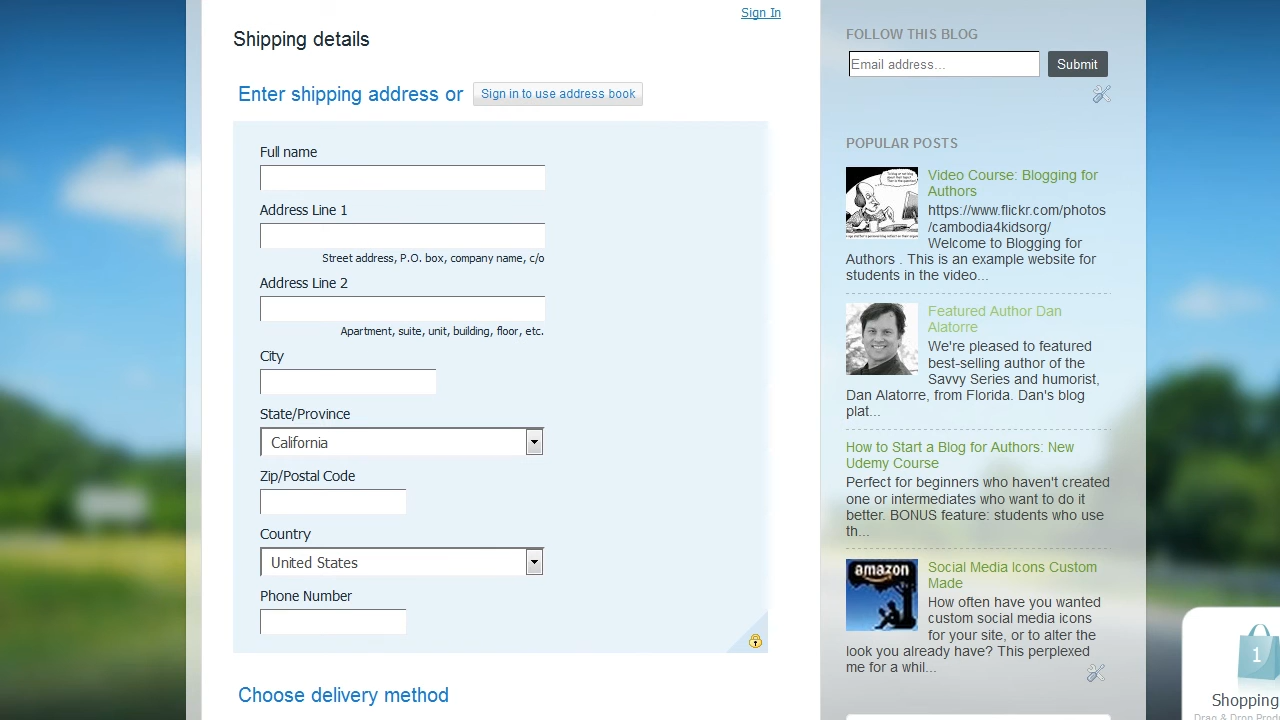 Sign In
Shipping details
Enter shipping address or
Sign in to use address book
Full name
Address Line 1
Street address, P.O. box, company name, c/o
Address Line 2
Apartment, suite, unit, building, floor, etc.
City
State/Province
California
Zip/Postal Code
Country
United States
Phone Number
Choose delivery method
FOLLOW THIS BLOG
Email address...
Submit
POPULAR POSTS
Video Course: Blogging for
Authors
https://www.flickr.com/photos
/cambodia4kidsorg/
Welcome to Blogging for
Authors . This is an example website for
students in the video...
Featured Author Dan
Alatorre
We're pleased to featured
best-selling author of the
Savvy Series and humorist,
Dan Alatorre, from Florida. Dan's blog
plat...
How to Start a Blog for Authors: New
Udemy Course
Perfect for beginners who haven't created
one or intermediates who want to do it
better. BONUS feature: students who use
th...
amazon
Social Media Icons Custom
Made
How often have you wanted
custom social media icons
for your site, or to alter the
look you already have? This perplexed
me for a whil...
1
Shopping
Drag & Drop Prod